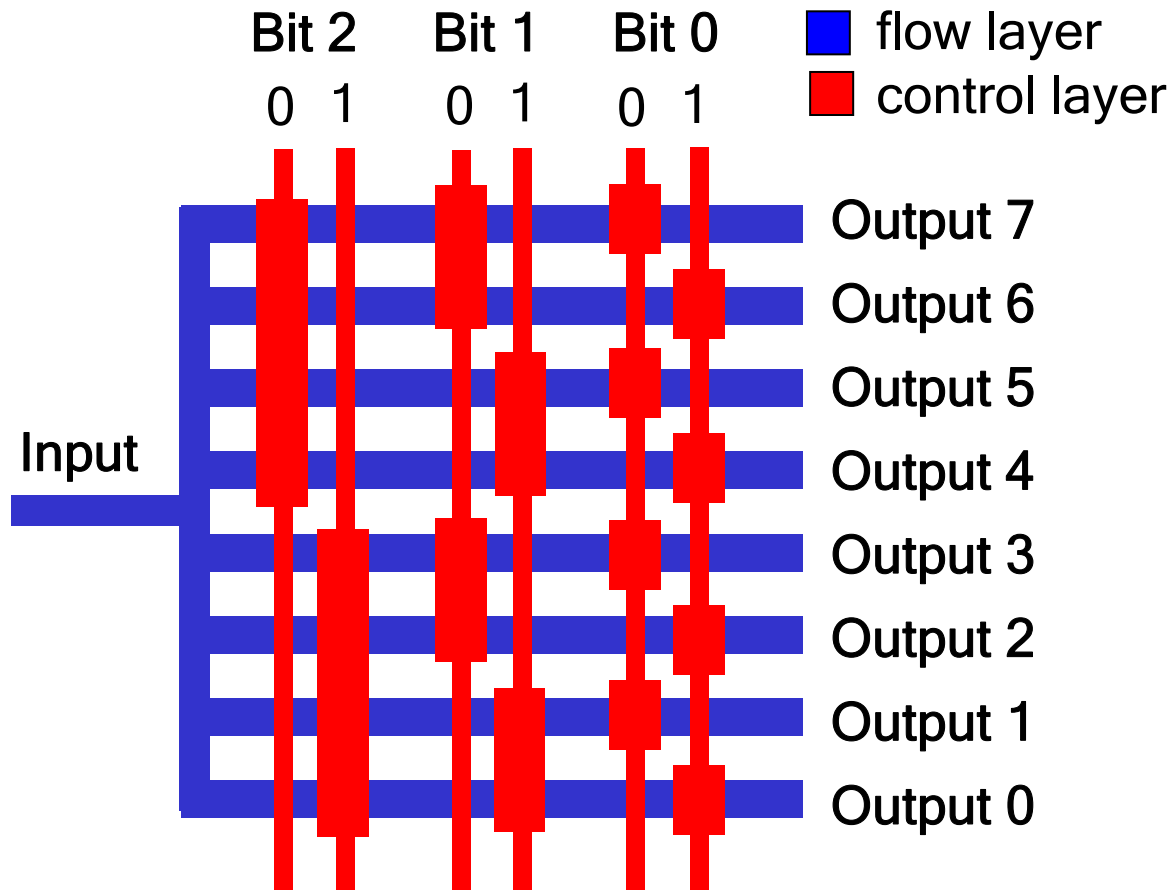 Bit 2 Bit 1 Bit 0
0 1 0 1 0 1
flow layer
control layer
Output 7
Output 6
Output 5
Output 4
Input
Output 3
Output 2
Output 1
Output 0